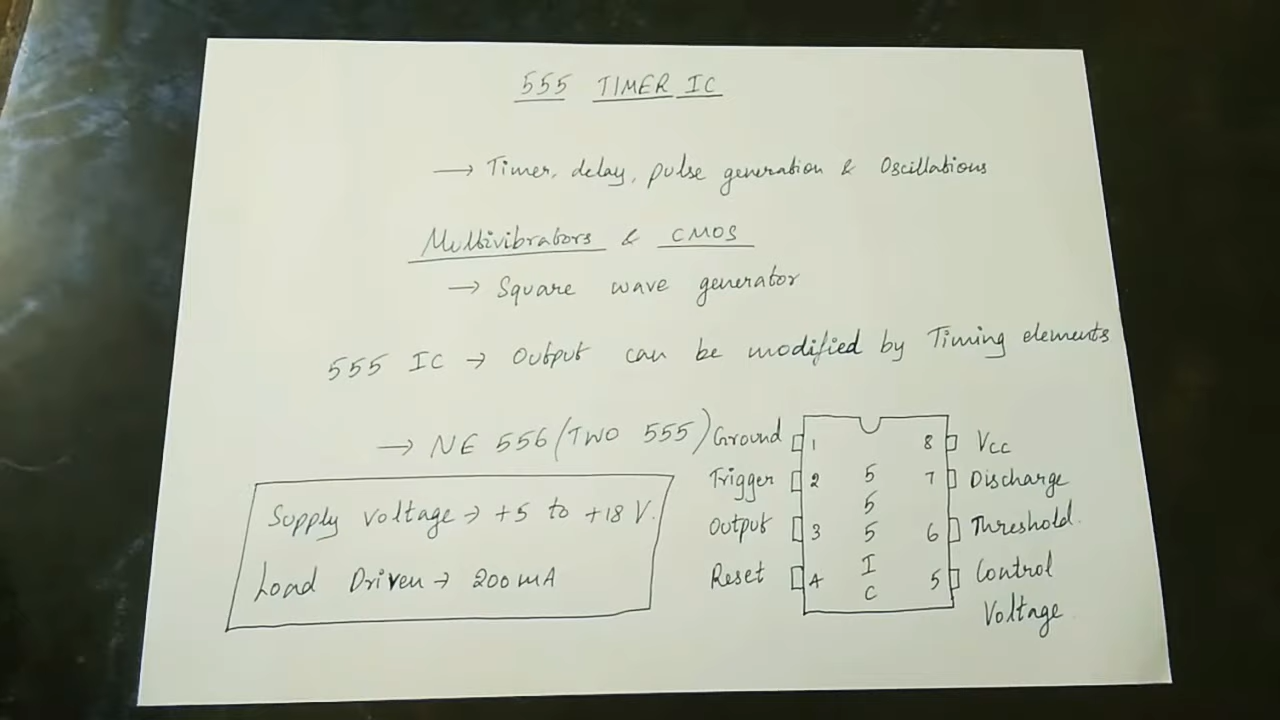 555 TIMER IC
→ Timer, delay, pulse generation & Oscillations
Multivibrators & CMOS
→ Square wave generator
555 IC → Output can be modified by Timing elements
→ NE 556 (TWO 555)
Supply voltage → +5 to +18 V.
Load Driven → 200 mA
Ground 1 8 Vcc
Trigger 2 5 7 Discharge
5
Output 3 5 6 Threshold.
Reset 4 I 5 Control
C Voltage